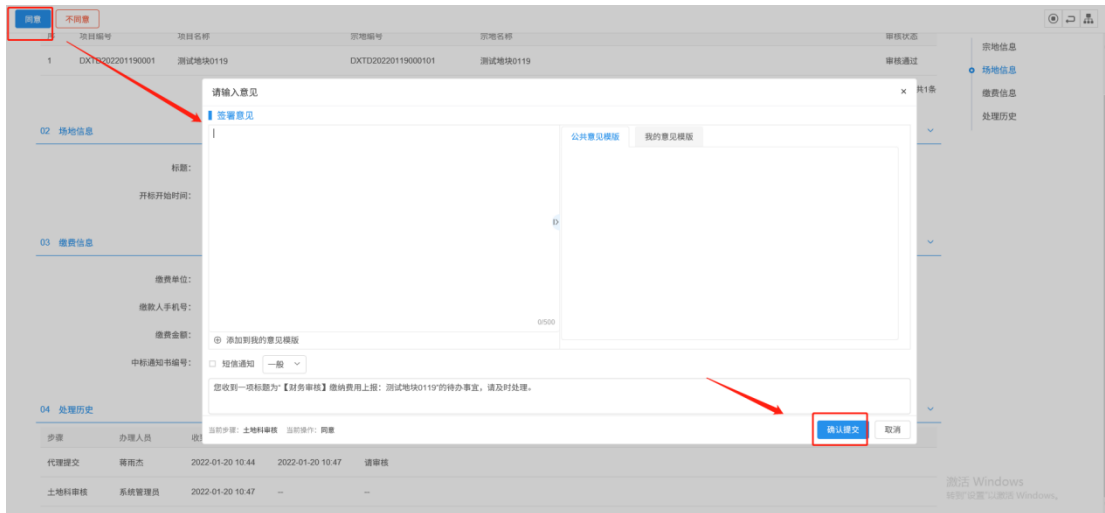 同意 不同意
序 项目编号 项目名称 宗地编号 宗地名称 审核状态
1 DXTD202201190001 测试地块0119 DXTD20220119000101 测试地块0119 审核通过
共1条
宗地信息
场地信息
缴费信息
处理历史
请输入意见 ×
签署意见
公共意见模版 我的意见模版
0/500
添加到我的意见模版
短信通知 一般
您收到一项标题为“【财务审核】缴纳费用上报：测试地块0119”的待办事宜，请及时处理。
当前步骤：土地科审核 当前操作：同意
确认提交 取消
02 场地信息
标题：
开标开始时间：
03 缴费信息
缴费单位：
缴款人手机号：
缴费金额：
中标通知书编号：
04 处理历史
步骤 办理人员 收
代理提交 蒋雨杰 2022-01-20 10:44 2022-01-20 10:47 请审核
土地科审核 系统管理员 2022-01-20 10:47 -- --
激活 Windows
转到“设置”以激活 Windows。